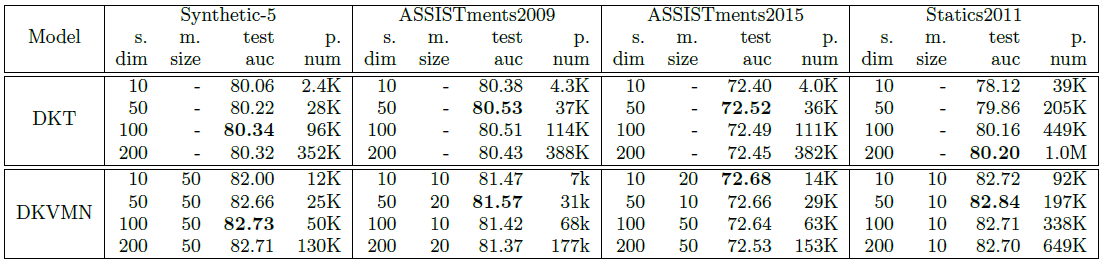 Synthetic-5 ASSISTments2009 ASSISTments2015 Statics2011
Model s. m. test p. s. m. test p. s. m. test p. s. m. test p.
dim size auc num dim size auc num dim size auc num dim size auc num
10 - 80.06 2.4K 10 - 80.38 4.3K 10 - 72.40 4.0K 10 - 78.12 39K
DKT 50 - 80.22 28K 50 - 80.53 37K 50 - 72.52 36K 50 - 79.86 205K
100 - 80.34 96K 100 - 80.51 114K 100 - 72.49 111K 100 - 80.16 449K
200 - 80.32 352K 200 - 80.43 388K 200 - 72.45 382K 200 - 80.20 1.0M
10 50 82.00 12K 10 10 81.47 7k 10 20 72.68 14K 10 10 82.72 92K
DKVMN 50 50 82.66 25K 50 20 81.57 31k 50 10 72.66 29K 50 10 82.84 197K
100 50 82.73 50K 100 10 81.42 68k 100 50 72.64 63K 100 10 82.71 338K
200 50 82.71 130K 200 20 81.37 177k 200 50 72.53 153K 200 10 82.70 649K